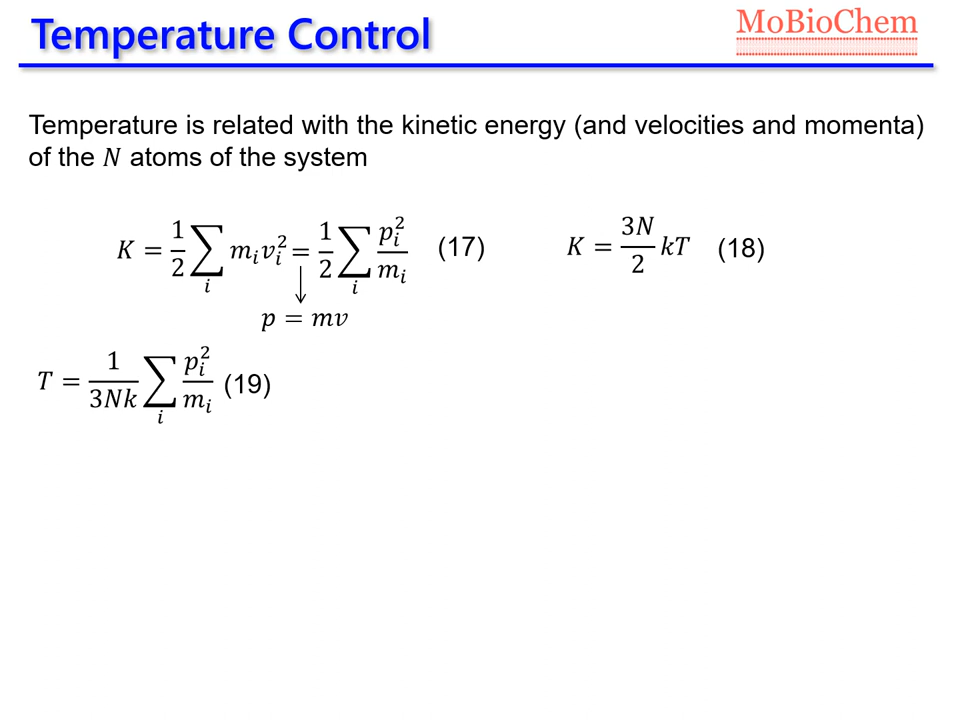 Temperature Control
MoBioChem
Temperature is related with the kinetic energy (and velocities and momenta)
of the 𝑁 atoms of the system
𝐾 = 1/2 ∑_𝑖 𝑚_𝑖 𝑣_𝑖^2 = 1/2 ∑_𝑖 𝑝_𝑖^2/𝑚_𝑖 (17)
𝐾 = 3𝑁/2 𝑘𝑇 (18)
𝑝 = 𝑚𝑣
𝑇 = 1/3𝑁𝑘 ∑_𝑖 𝑝_𝑖^2/𝑚_𝑖 (19)